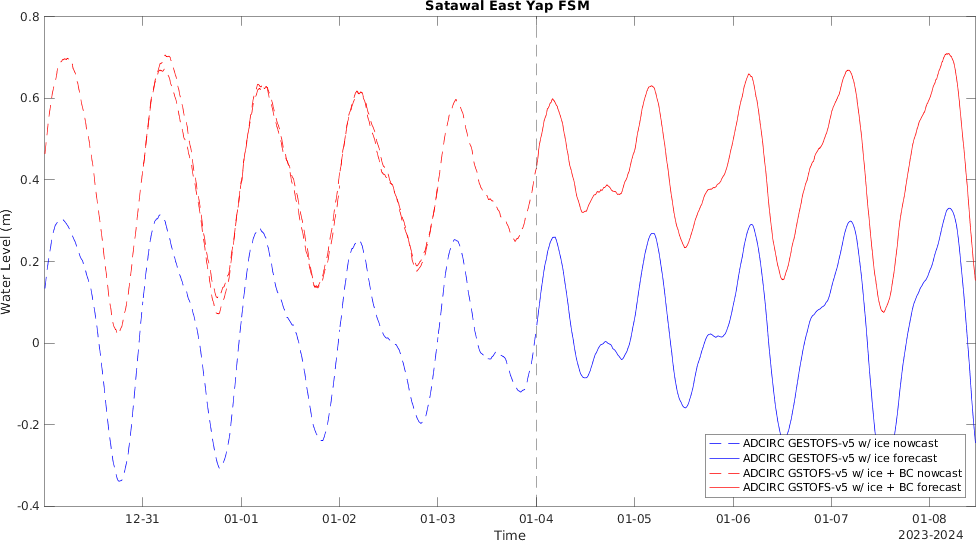 Satawal East Yap FSM
0.8
0.6
0.4
0.2
0
-0.2
-0.4
Water Level (m)
12-31
01-01
01-02
01-03
01-04
01-05
01-06
01-07
01-08
Time
2023-2024
ADCIRC GESTOFS-v5 w/ ice nowcast
ADCIRC GESTOFS-v5 w/ ice forecast
ADCIRC GSTOFS-v5 w/ ice + BC nowcast
ADCIRC GSTOFS-v5 w/ ice + BC forecast